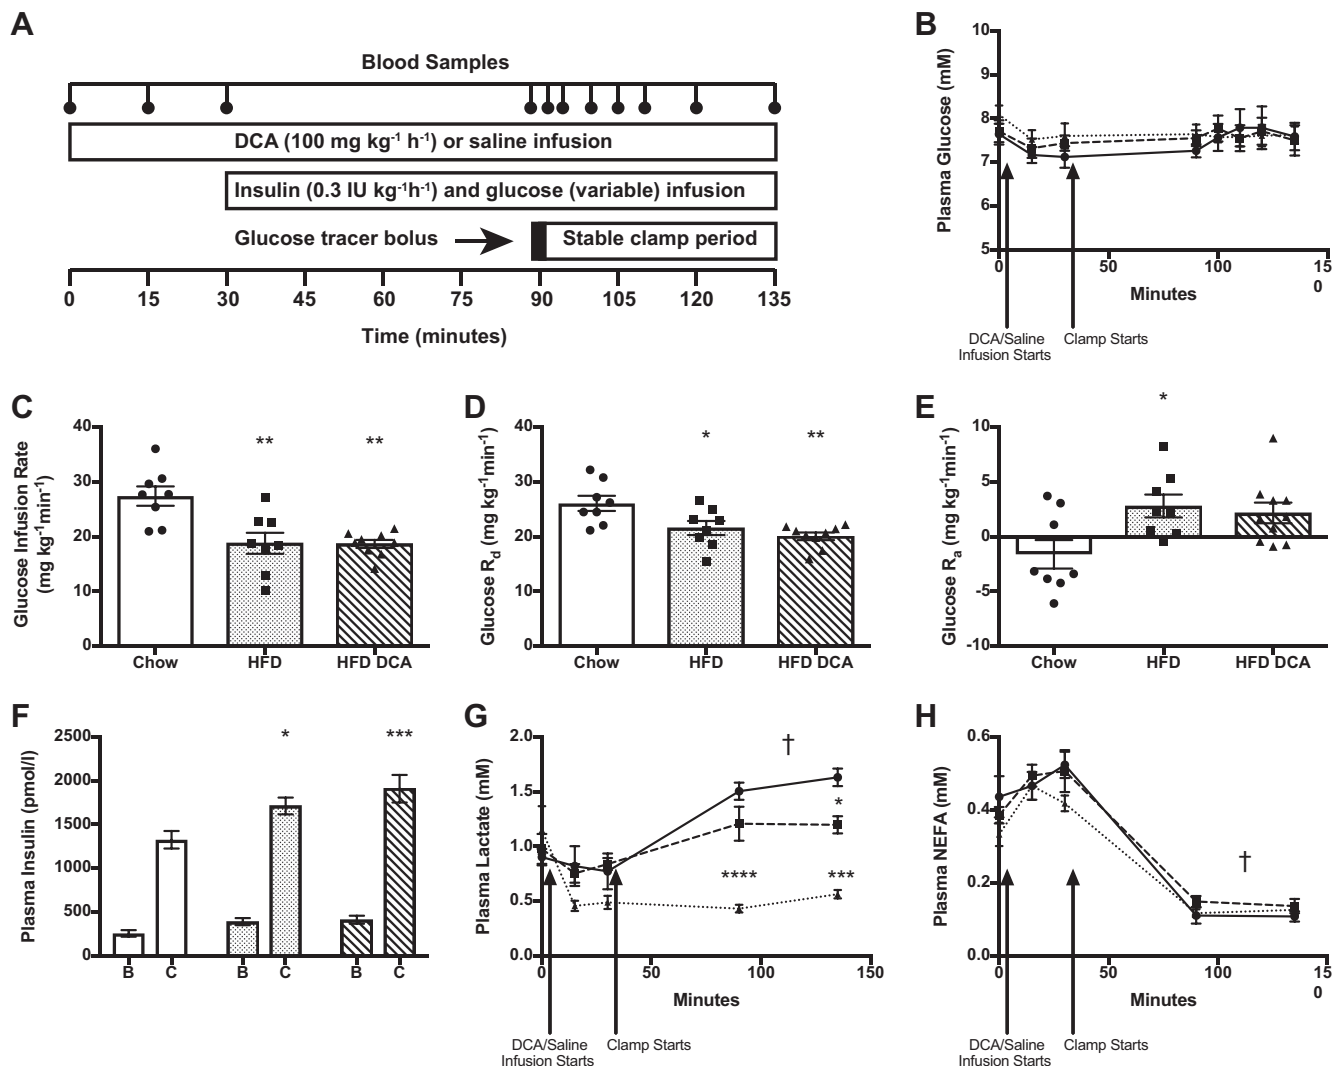 A
Blood Samples
DCA (100 mg kg⁻¹ h⁻¹) or saline infusion
Insulin (0.3 IU kg⁻¹h⁻¹) and glucose (variable) infusion
Glucose tracer bolus
Stable clamp period
0 15 30 60 75 90 105 120 135
Time (minutes)
B
Plasma Glucose (mM)
10
9
8
7
6
5
0 50 100 15
0
Minutes
DCA/Saline
Infusion Starts
Clamp Starts
C
Glucose Infusion Rate
(mg kg⁻¹min⁻¹)
40
30
20
10
0
** **
Chow HFD HFD DCA
D
Glucose Rd (mg kg⁻¹min⁻¹)
40
30
20
10
0
* **
Chow HFD HFD DCA
E
Glucose Ra (mg kg⁻¹min⁻¹)
10
5
0
-5
-10
*
Chow HFD HFD DCA
F
Plasma Insulin (pmol/l)
2500
2000
1500
1000
500
0
* ***
B C B C B C
G
Plasma Lactate (mM)
2.0
1.5
1.0
0.5
0.0
†
*
**** ***
0 50 100 150
Minutes
DCA/Saline
Infusion Starts
Clamp Starts
H
Plasma NEFA (mM)
0.6
0.4
0.2
0.0
†
0 50 100 15
0
Minutes
DCA/Saline
Infusion Starts
Clamp Starts